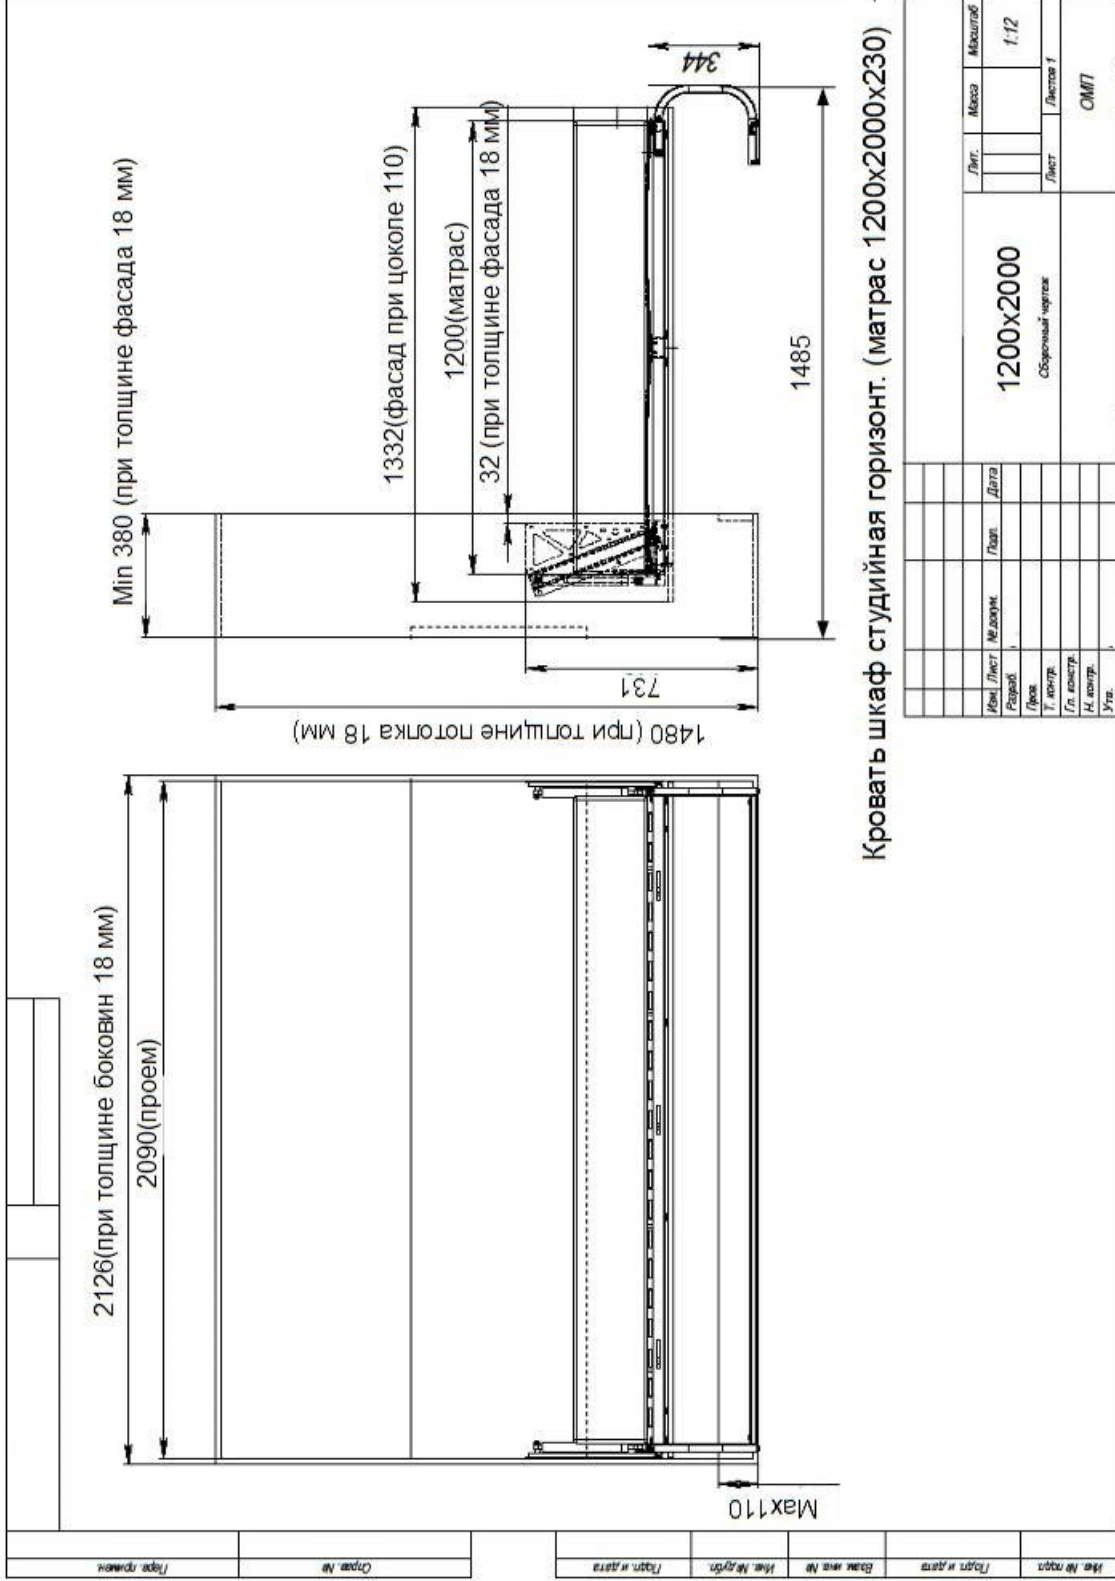 2126(при толщине боковин 18 мм)
2090(проем)
Max110
1480 (при толщине потолка 18 мм)
731
Min 380 (при толщине фасада 18 мм)
1332(фасад при цоколе 110)
1200(матрас)
32 (при толщине фасада 18 мм)
344
1485
Кровать шкаф студийная горизонт. (матрас 1200х2000х230)
Изм. Лист № докум. Подп. Дата
Разраб.
Пров.
Т. контр.
Гл. констр.
Н. контр.
Утв.
1200х2000
Сборочный чертеж
Лит. Масса Масштаб
1:12
Лист Листов 1
ОМП
Перв. примен.
Справ. №
Подп. и дата
Инв. № дубл.
Взам. инв. №
Подп. и дата
Инв. № подл.